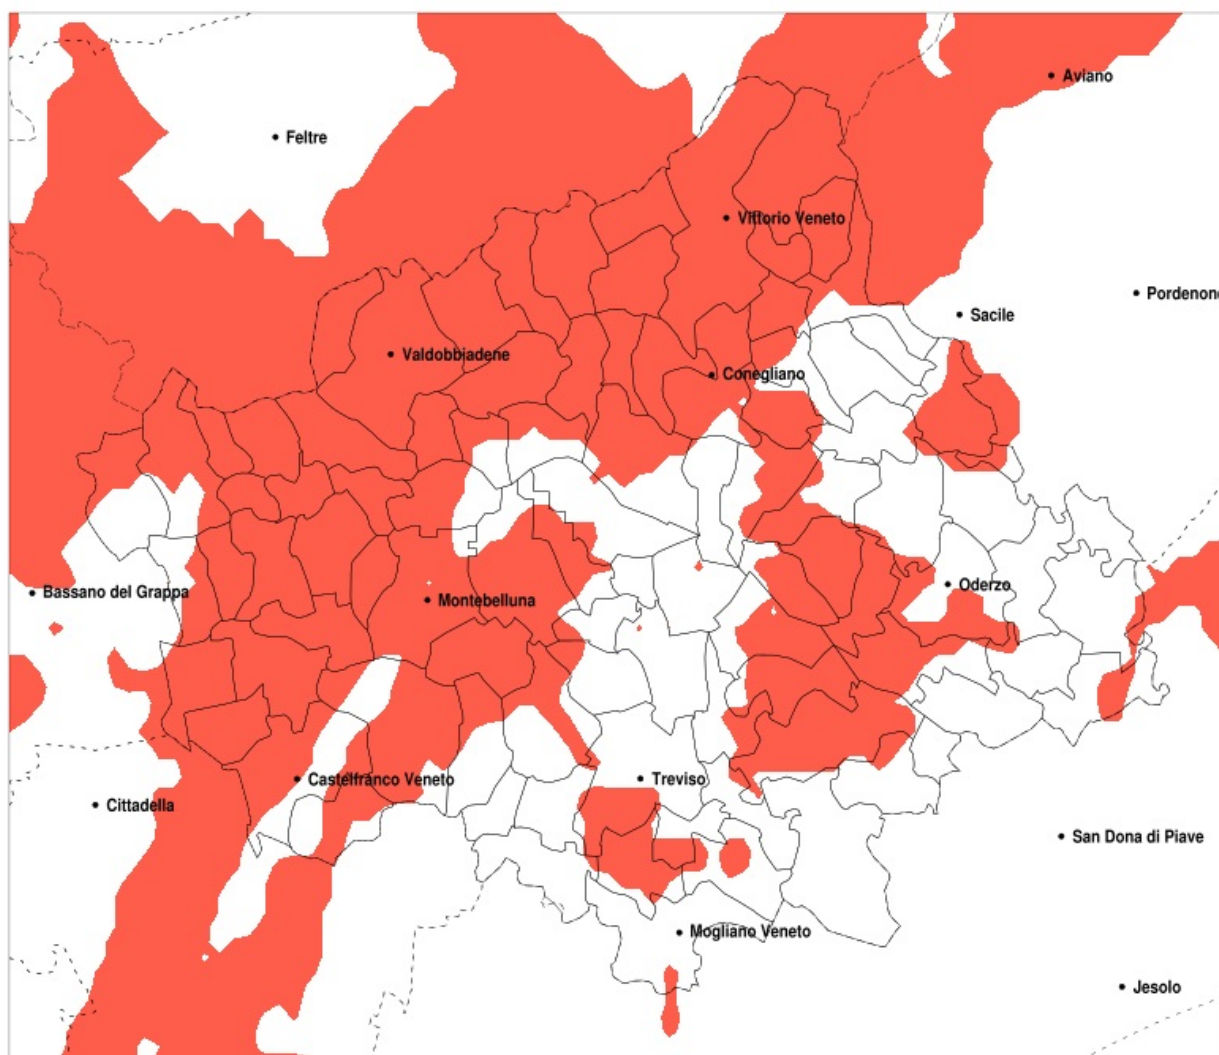 Aviano
Feltre
Vittorio Veneto
Pordenone
Sacile
Valdobbiadene
Conegliano
Oderzo
Bassano del Grappa
Montebelluna
Treviso
Castelfranco Veneto
Cittadella
San Dona di Piave
Mogliano Veneto
Jesolo